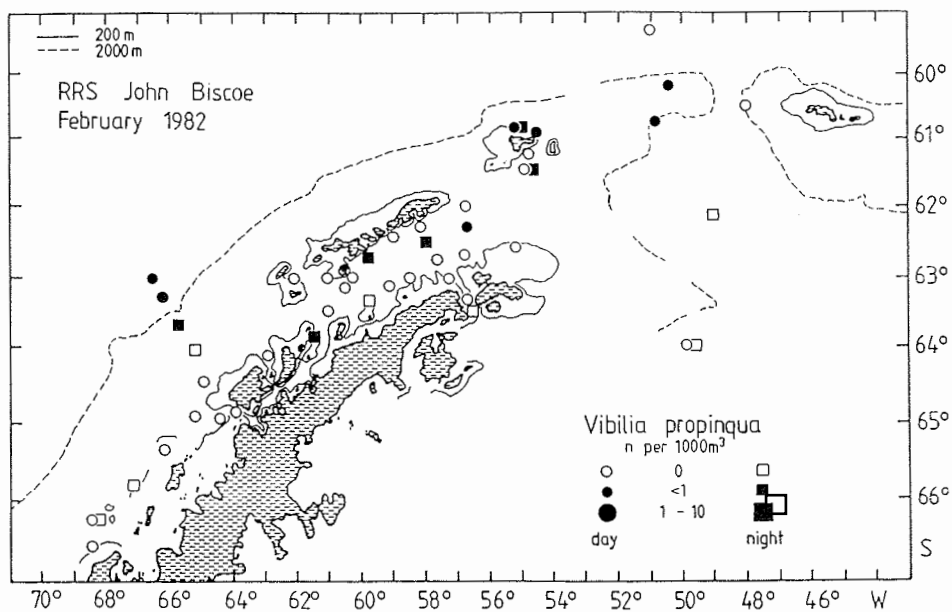 200 m
2000 m
RRS John Biscoe
February 1982
60°
61°
62°
63°
64°
65°
66°
S
Vibilia propinqua
n per 1000m³
0
<1
1 - 10
day night
70° 68° 66° 64° 62° 60° 58° 56° 54° 52° 50° 48° 46° W